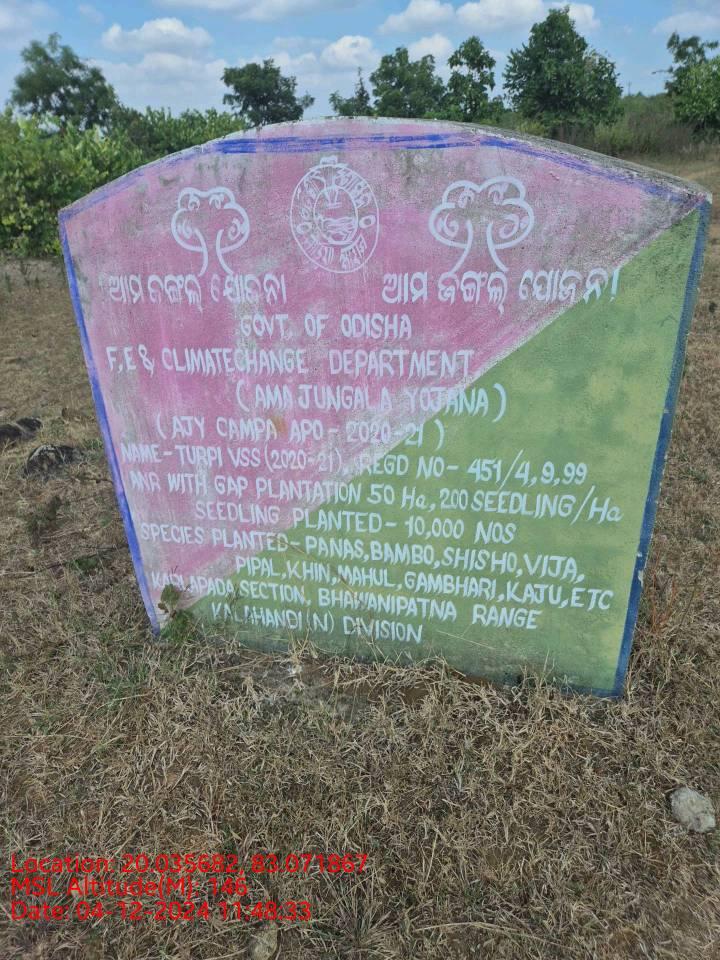 ଆମ ଜଙ୍ଗଲ ଯୋଜନା ଆମ ଜଙ୍ଗଲ ଯୋଜନା
GOVT. OF ODISHA
F,E & CLIMATECHANGE DEPARTMENT
(AMA JUNGALA YOJANA)
(AJY CAMPA APO - 2020-21)
NAME- TURPI VSS (2020-21), REGD NO- 451/4,9,99
ANR WITH GAP PLANTATION 50 Ha, 200 SEEDLING/Ha
SEEDLING PLANTED- 10,000 NOS
SPECIES PLANTED- PANAS, BAMBO, SHISHO, VIJA,
PIPAL, KHIN, MAHUL, GAMBHARI, KAJU, ETC
KARLAPADA SECTION, BHAWANIPATNA RANGE
KALAHANDI(N) DIVISION
Location: 20.035682, 83.071867
MSL Altitude(M): 146
Date: 04-12-2024 11:48:33